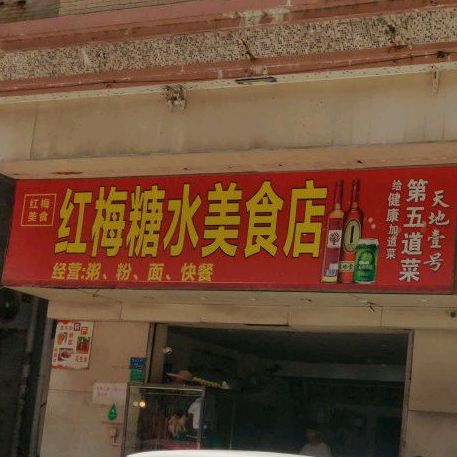 红梅
美食
红梅糖水美食店
经营:粥、粉、面、快餐
给健康加道菜
第五道菜
天地壹号